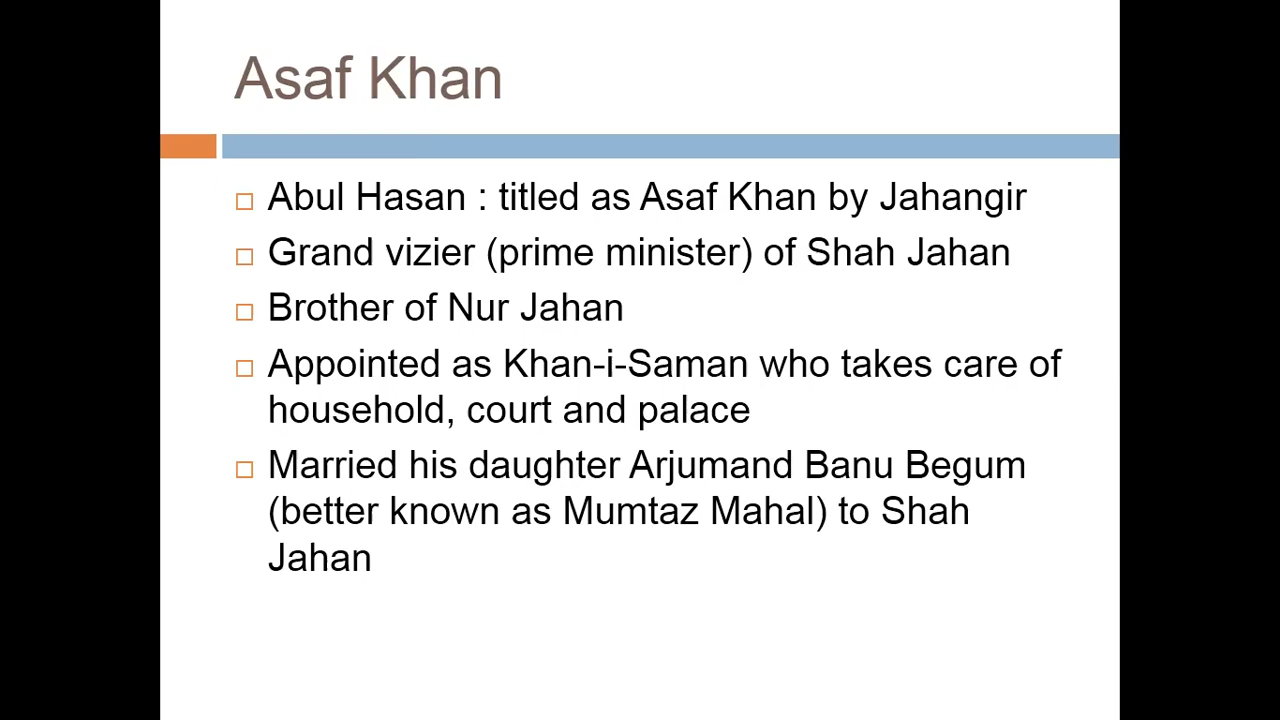 Asaf Khan
Abul Hasan : titled as Asaf Khan by Jahangir
Grand vizier (prime minister) of Shah Jahan
Brother of Nur Jahan
Appointed as Khan-i-Saman who takes care of
household, court and palace
Married his daughter Arjumand Banu Begum
(better known as Mumtaz Mahal) to Shah
Jahan